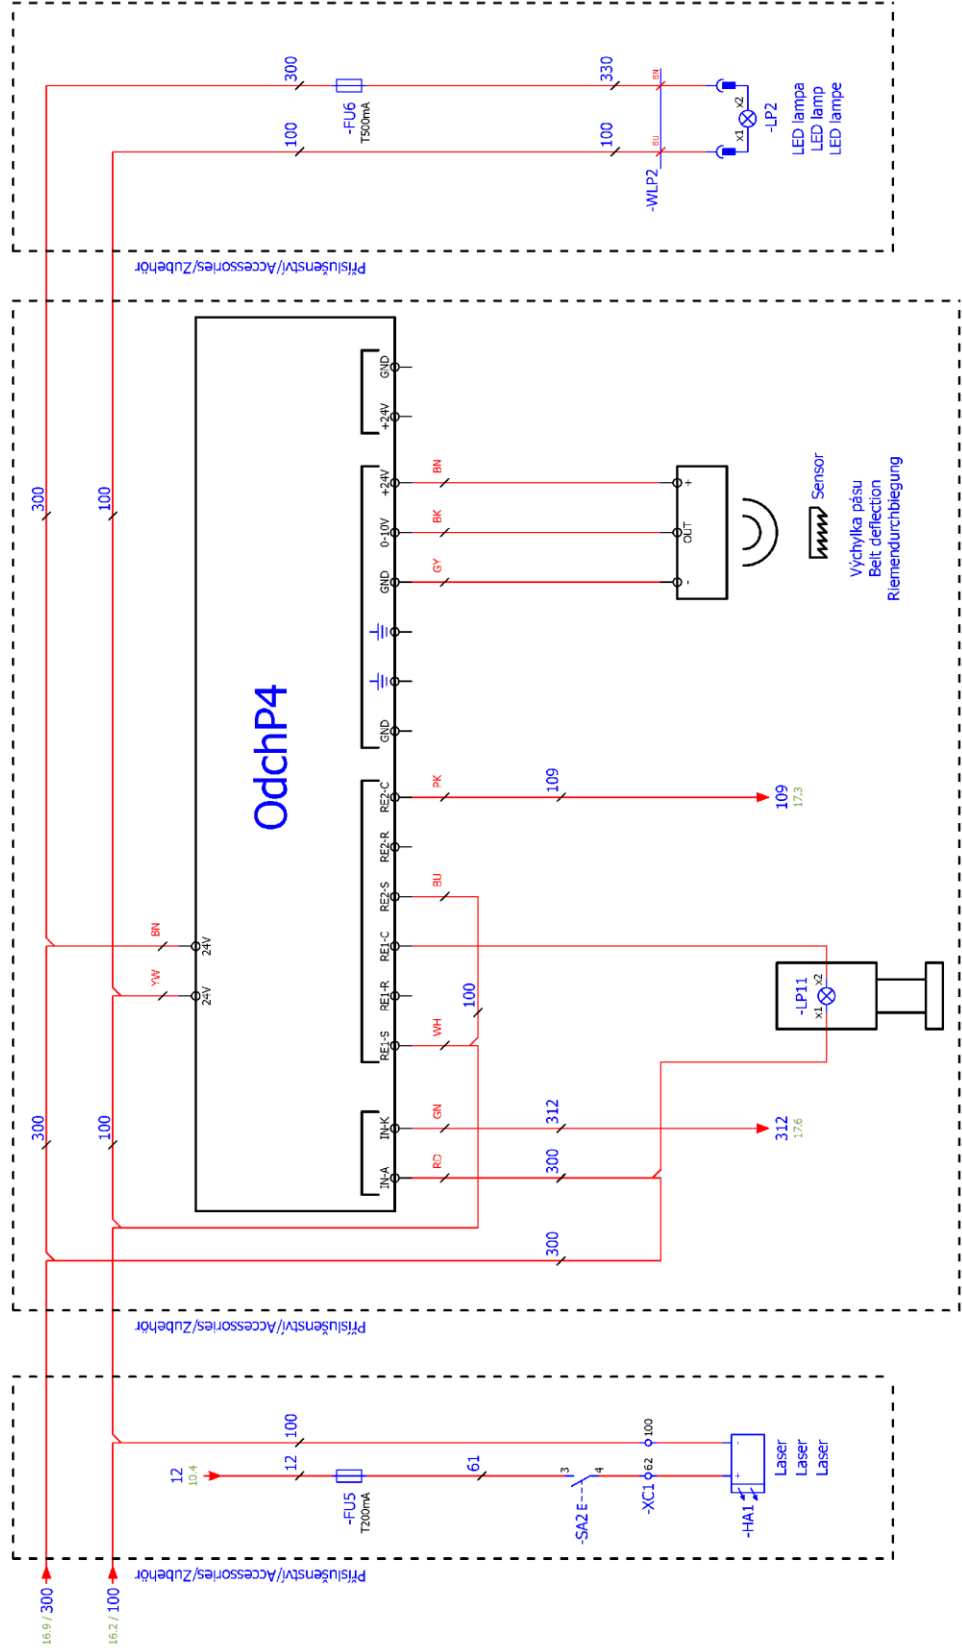 16.9 / 300
16.2 / 100
Příslušenství/Accessories/Zubehör
12
10.4
12
100
-FU5
T200mA
61
3
4
-SA2
-XC1
62
100
+
-
-HA1
Laser
Laser
Laser
Příslušenství/Accessories/Zubehör
300
100
300
100
OdchP4
YW
BN
24V
24V
IN-A
IN-K
RE1-S
RE1-R
RE1-C
RE2-S
RE2-R
RE2-C
GND
GND
0-10V
+24V
+24V
GND
RD
GN
WH
BU
PK
GY
BK
BN
300
300
312
100
109
312
17.6
109
17.3
-LP11
x1
x2
-
OUT
+
Sensor
Výchylka pásu
Belt deflection
Riemendurchbiegung
Příslušenství/Accessories/Zubehör
100
300
-FU6
T500mA
100
330
-WLP2
BU
BN
x1
x2
-LP2
LED lampa
LED lamp
LED lampe